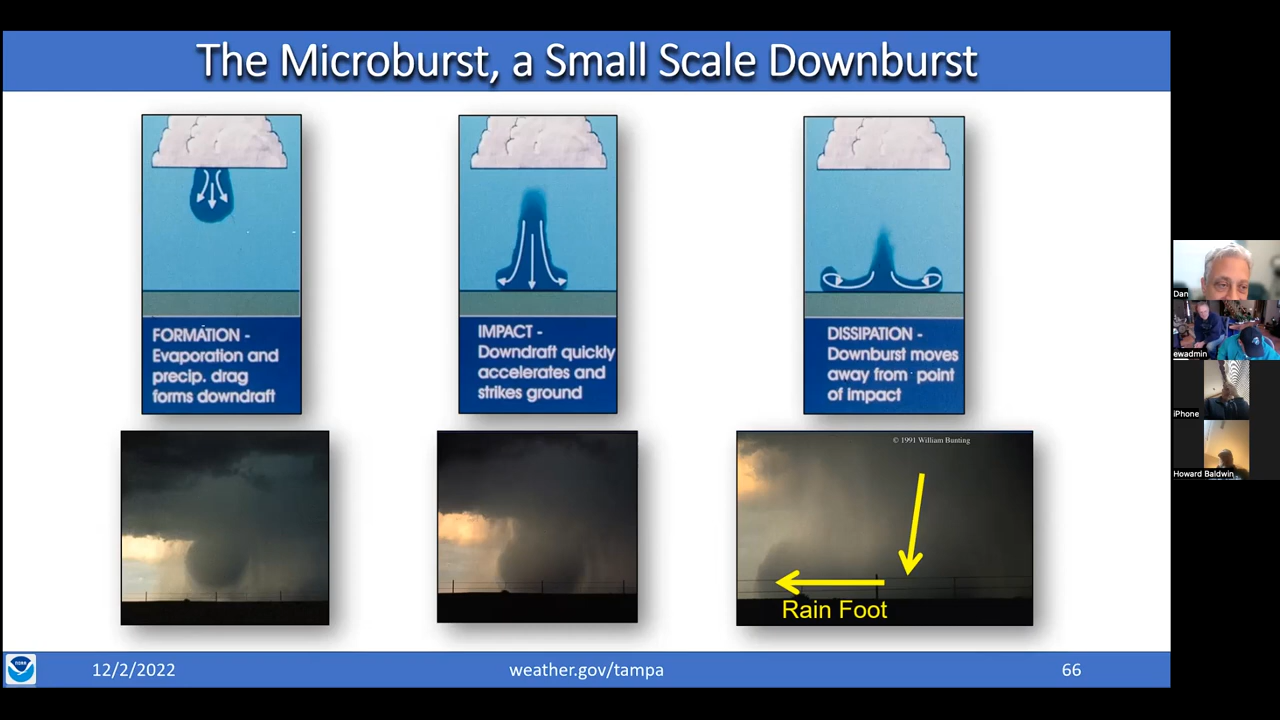 The Microburst, a Small Scale Downburst
FORMATION -
Evaporation and
precip. drag
forms downdraft
IMPACT -
Downdraft quickly
accelerates and
strikes ground
DISSIPATION -
Downburst moves
away from point
of impact
© 1991 William Bunting
Rain Foot
NOAA
12/2/2022
weather.gov/tampa
66
Dan
ewadmin
iPhone
Howard Baldwin